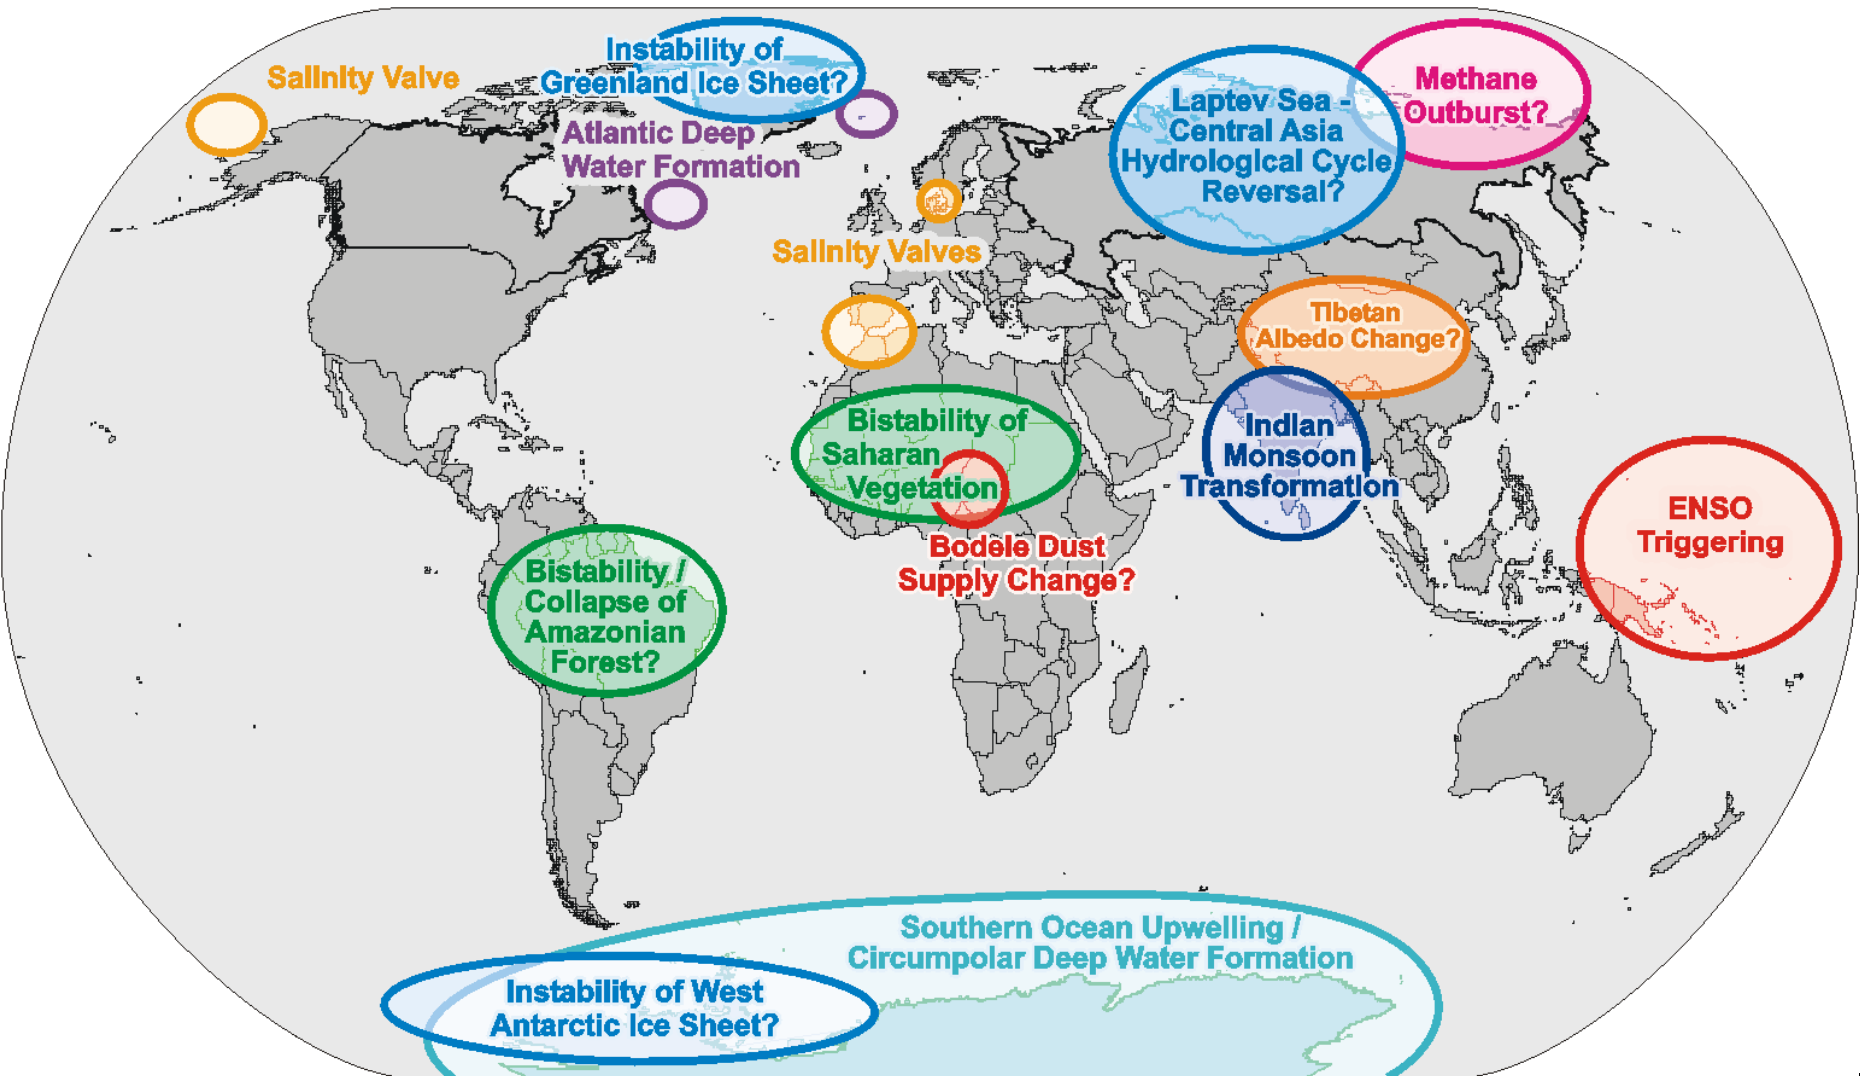 Instability of
Greenland Ice Sheet?
Salinity Valve
Methane
Outburst?
Laptev Sea -
Central Asia
Hydrological Cycle
Reversal?
Atlantic Deep
Water Formation
Salinity Valves
Tibetan
Albedo Change?
Bistability of
Saharan
Vegetation
Indian
Monsoon
Transformation
ENSO
Triggering
Bodele Dust
Supply Change?
Bistability /
Collapse of
Amazonian
Forest?
Southern Ocean Upwelling /
Circumpolar Deep Water Formation
Instability of West
Antarctic Ice Sheet?